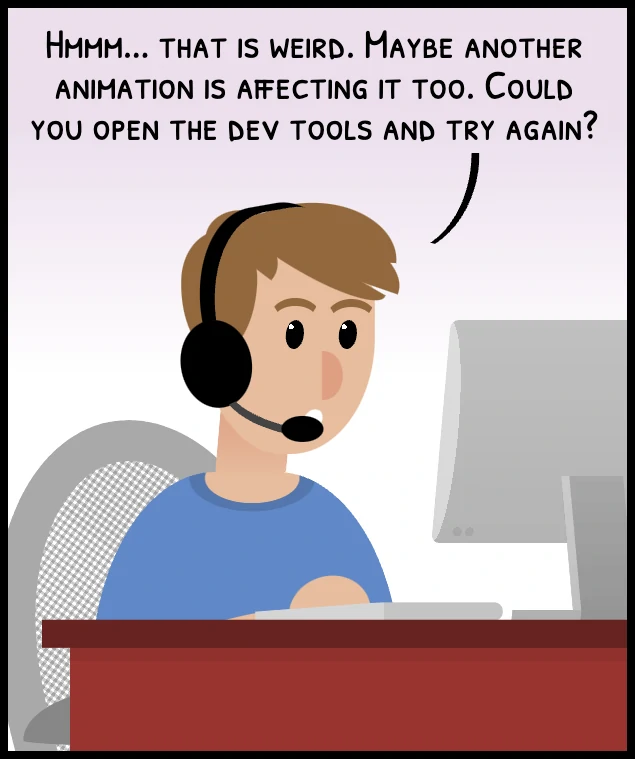 Hmmm... that is weird. Maybe another
animation is affecting it too. Could
you open the dev tools and try again?